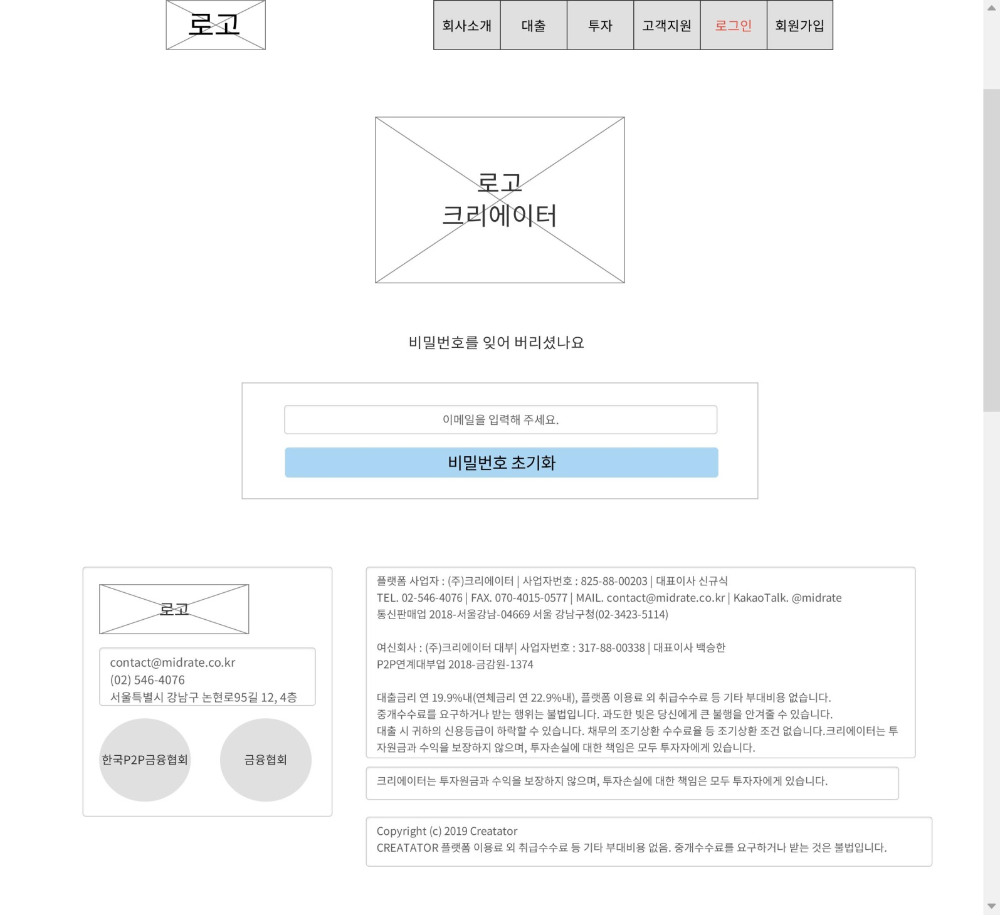 로고
회사소개 대출 투자 고객지원 로그인 회원가입
로고
크리에이터
비밀번호를 잊어 버리셨나요
이메일을 입력해 주세요.
비밀번호 초기화
로고
contact@midrate.co.kr
(02) 546-4076
서울특별시 강남구 논현로95길 12, 4층
한국P2P금융협회 금융협회
플랫폼 사업자 : (주)크리에이터 | 사업자번호 : 825-88-00203 | 대표이사 신규식
TEL. 02-546-4076 | FAX. 070-4015-0577 | MAIL. contact@midrate.co.kr | KakaoTalk. @midrate
통신판매업 2018-서울강남-04669 서울 강남구청(02-3423-5114)
여신회사 : (주)크리에이터 대부| 사업자번호 : 317-88-00338 | 대표이사 백승한
P2P연계대부업 2018-금감원-1374
대출금리 연 19.9%내(연체금리 연 22.9%내), 플랫폼 이용료 외 취급수수료 등 기타 부대비용 없습니다.
중개수수료를 요구하거나 받는 행위는 불법입니다. 과도한 빚은 당신에게 큰 불행을 안겨줄 수 있습니다.
대출 시 귀하의 신용등급이 하락할 수 있습니다. 채무의 조기상환 수수료율 등 조기상환 조건 없습니다.크리에이터는 투
자원금과 수익을 보장하지 않으며, 투자손실에 대한 책임은 모두 투자자에게 있습니다.
크리에이터는 투자원금과 수익을 보장하지 않으며, 투자손실에 대한 책임은 모두 투자자에게 있습니다.
Copyright (c) 2019 Creatator
CREATATOR 플랫폼 이용료 외 취급수수료 등 기타 부대비용 없음. 중개수수료를 요구하거나 받는 것은 불법입니다.